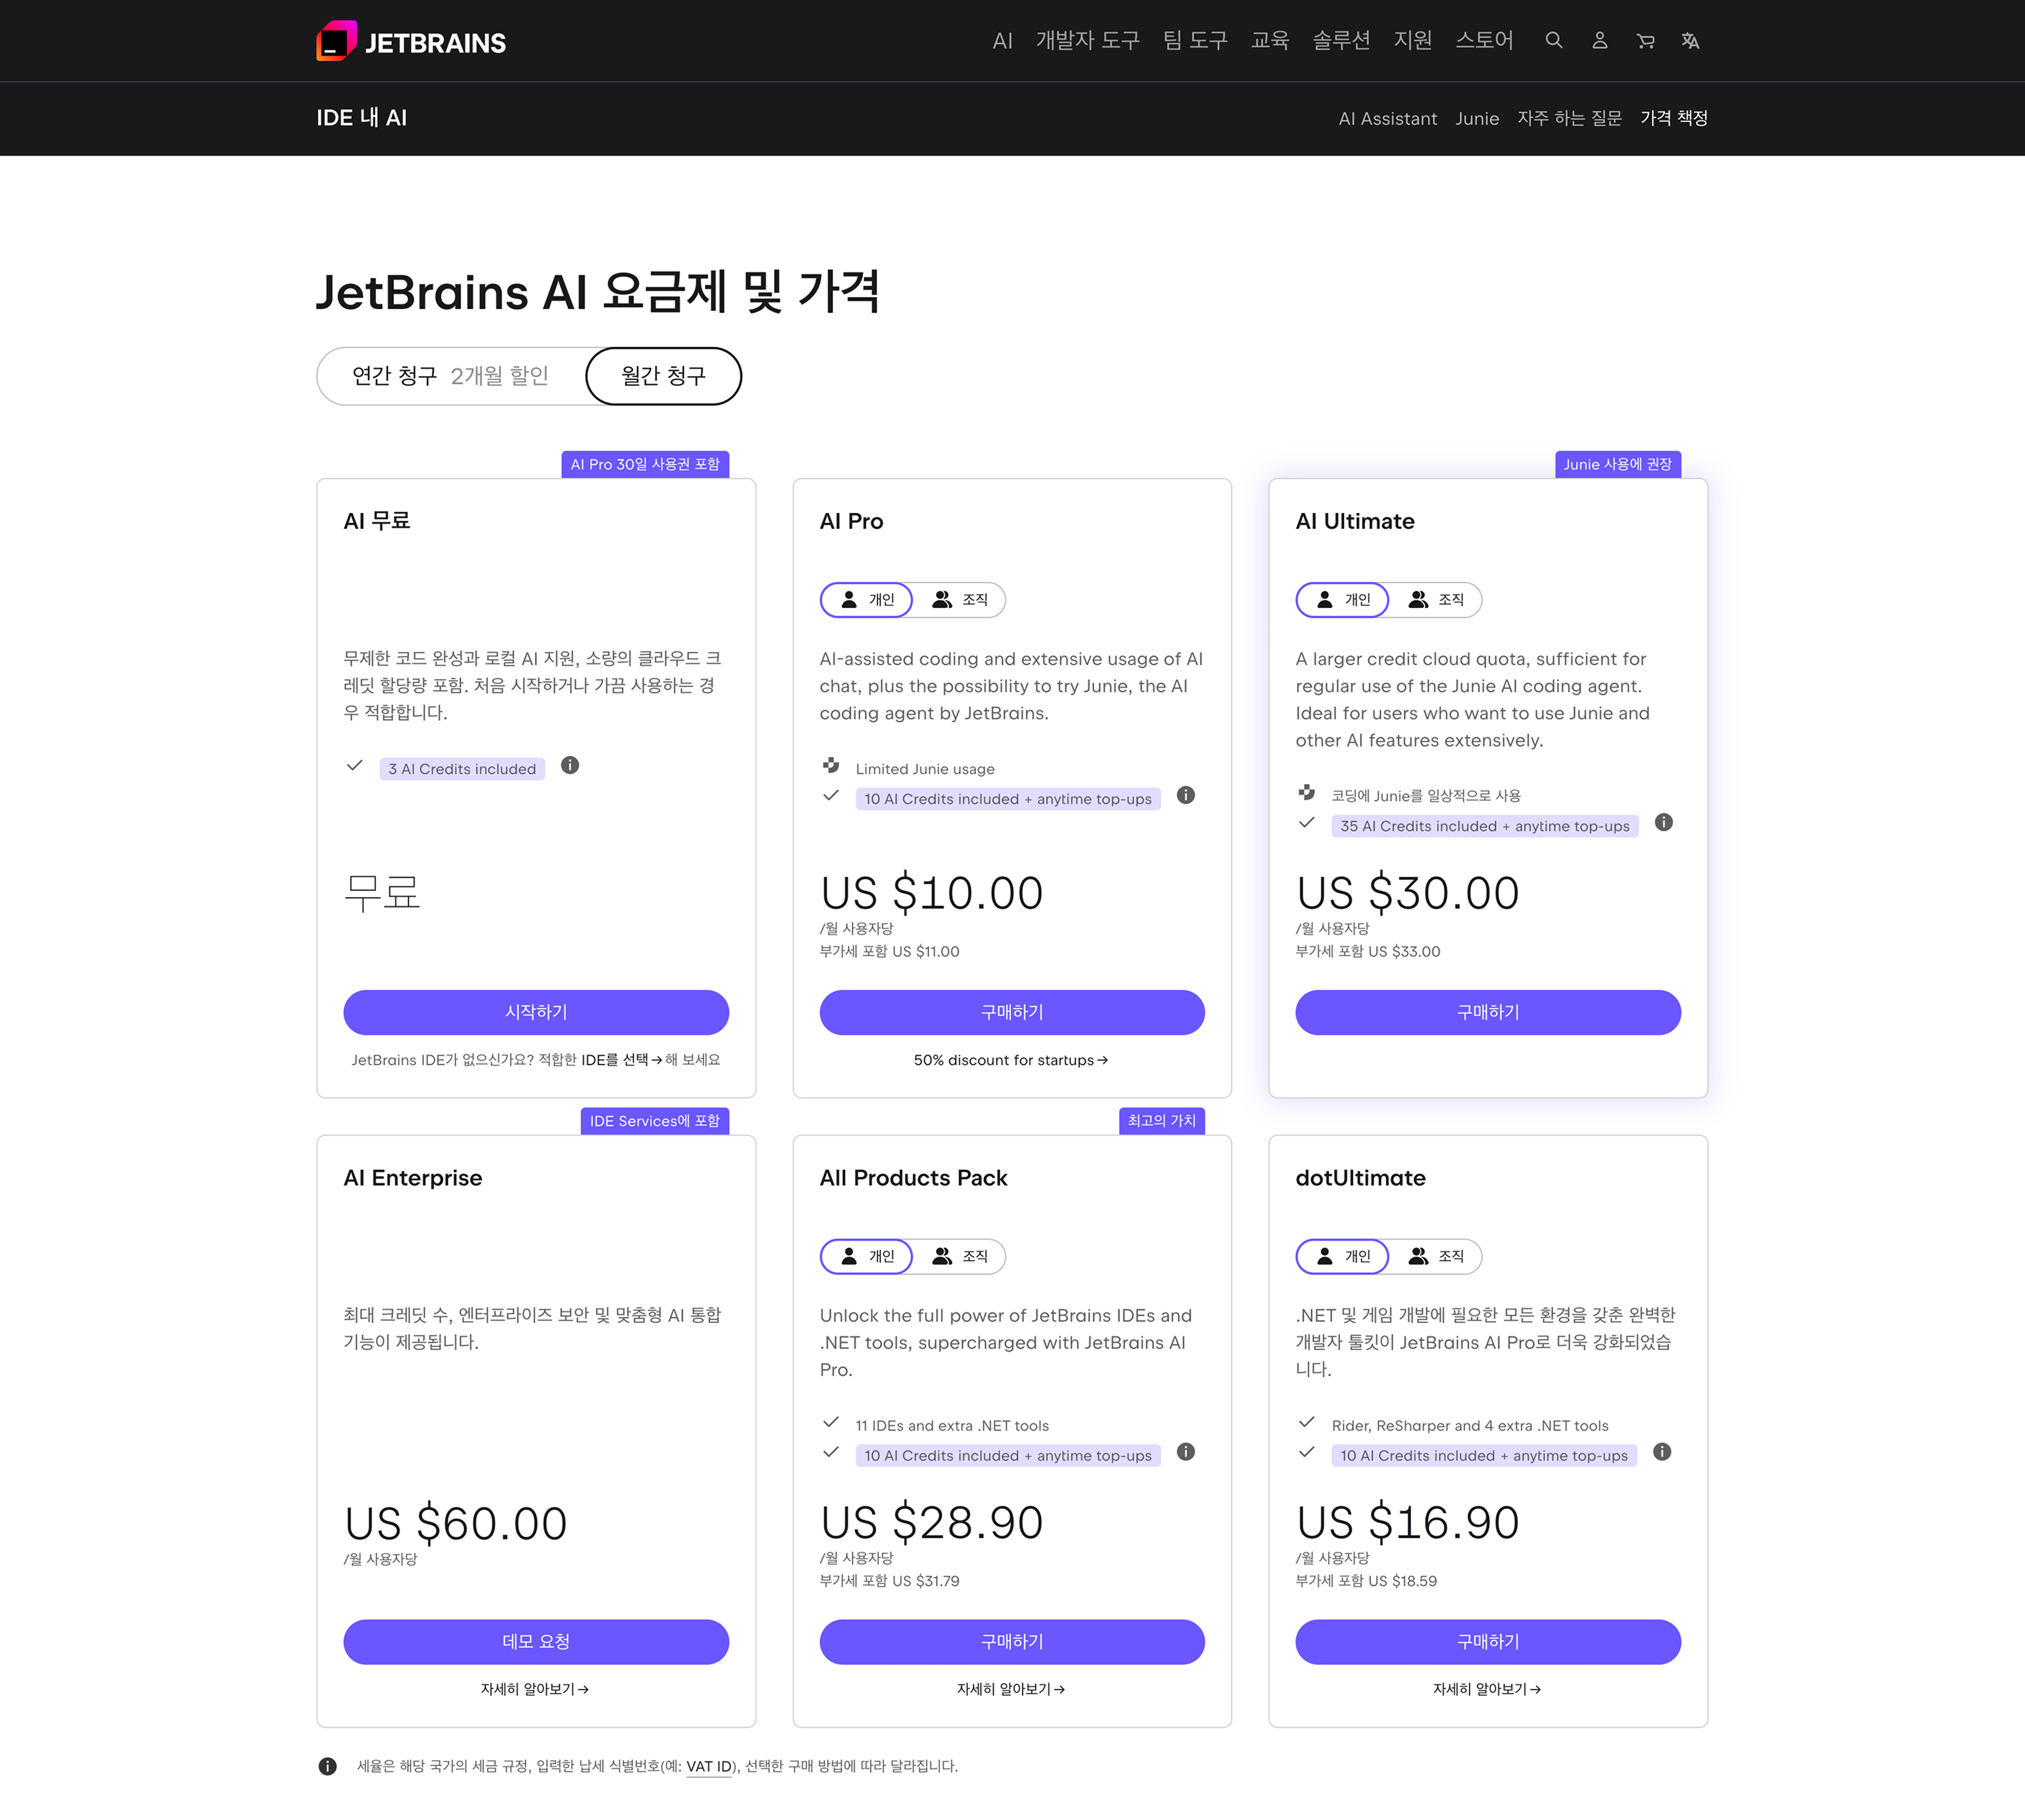 JETBRAINS
AI 개발자 도구 팀 도구 교육 솔루션 지원 스토어
IDE 내 AI
AI Assistant Junie 자주 하는 질문 가격 책정
JetBrains AI 요금제 및 가격
연간 청구 2개월 할인 월간 청구
AI Pro 30일 사용권 포함
AI 무료
무제한 코드 완성과 로컬 AI 지원, 소량의 클라우드 크
레딧 할당량 포함. 처음 시작하거나 가끔 사용하는 경
우 적합합니다.
3 AI Credits included
무료
시작하기
JetBrains IDE가 없으신가요? 적합한 IDE를 선택→해 보세요
AI Pro
개인 조직
AI-assisted coding and extensive usage of AI
chat, plus the possibility to try Junie, the AI
coding agent by JetBrains.
Limited Junie usage
10 AI Credits included + anytime top-ups
US $10.00
/월 사용자당
부가세 포함 US $11.00
구매하기
50% discount for startups→
Junie 사용에 권장
AI Ultimate
개인 조직
A larger credit cloud quota, sufficient for
regular use of the Junie AI coding agent.
Ideal for users who want to use Junie and
other AI features extensively.
코딩에 Junie를 일상적으로 사용
35 AI Credits included + anytime top-ups
US $30.00
/월 사용자당
부가세 포함 US $33.00
구매하기
IDE Services에 포함
AI Enterprise
최대 크레딧 수, 엔터프라이즈 보안 및 맞춤형 AI 통합
기능이 제공됩니다.
US $60.00
/월 사용자당
데모 요청
자세히 알아보기→
최고의 가치
All Products Pack
개인 조직
Unlock the full power of JetBrains IDEs and
.NET tools, supercharged with JetBrains AI
Pro.
11 IDEs and extra .NET tools
10 AI Credits included + anytime top-ups
US $28.90
/월 사용자당
부가세 포함 US $31.79
구매하기
자세히 알아보기→
dotUltimate
개인 조직
.NET 및 게임 개발에 필요한 모든 환경을 갖춘 완벽한
개발자 툴킷이 JetBrains AI Pro로 더욱 강화되었습
니다.
Rider, ReSharper and 4 extra .NET tools
10 AI Credits included + anytime top-ups
US $16.90
/월 사용자당
부가세 포함 US $18.59
구매하기
자세히 알아보기→
세율은 해당 국가의 세금 규정, 입력한 납세 식별번호(예: VAT ID), 선택한 구매 방법에 따라 달라집니다.